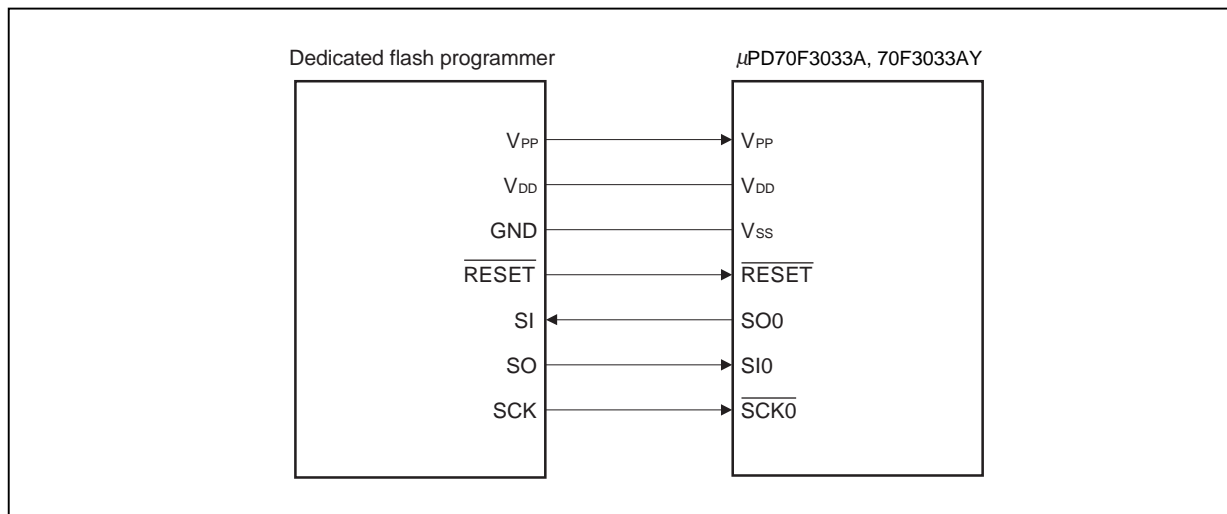 Dedicated flash programmer
μPD70F3033A, 70F3033AY
VPP VPP
VDD VDD
GND VSS
RESET RESET
SI SO0
SO SI0
SCK SCK0